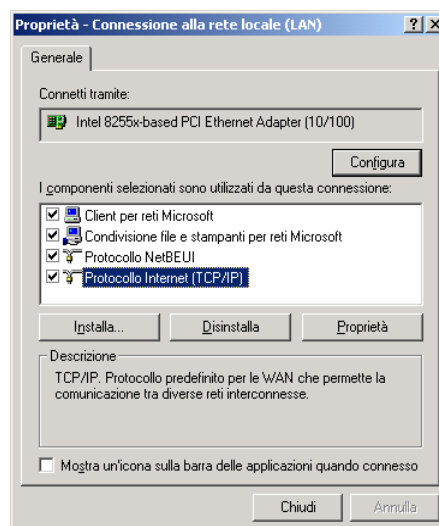 Proprietà - Connessione alla rete locale (LAN)
Generale
Connetti tramite:
Intel 8255x-based PCI Ethernet Adapter (10/100)
Configura
I componenti selezionati sono utilizzati da questa connessione:
Client per reti Microsoft
Condivisione file e stampanti per reti Microsoft
Protocollo NetBEUI
Protocollo Internet (TCP/IP)
Installa... Disinstalla Proprietà
Descrizione
TCP/IP. Protocollo predefinito per le WAN che permette la
comunicazione tra diverse reti interconnesse.
Mostra un'icona sulla barra delle applicazioni quando connesso
Chiudi Annulla